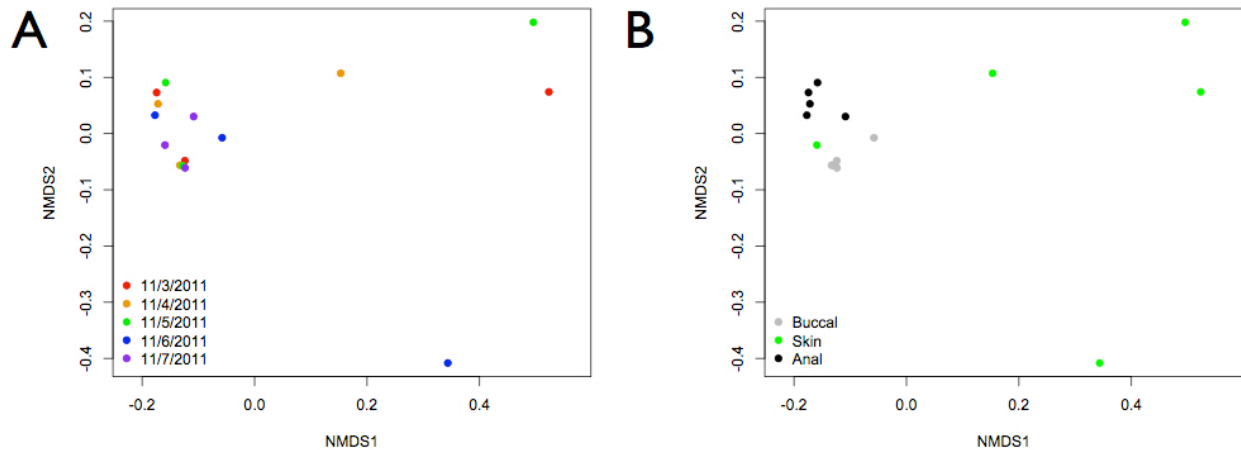 A
0.2
0.1
0.0
-0.1
-0.2
-0.3
-0.4
NMDS2
11/3/2011
11/4/2011
11/5/2011
11/6/2011
11/7/2011
-0.2 0.0 0.2 0.4
NMDS1
B
0.2
0.1
0.0
-0.1
-0.2
-0.3
-0.4
NMDS2
Buccal
Skin
Anal
-0.2 0.0 0.2 0.4
NMDS1